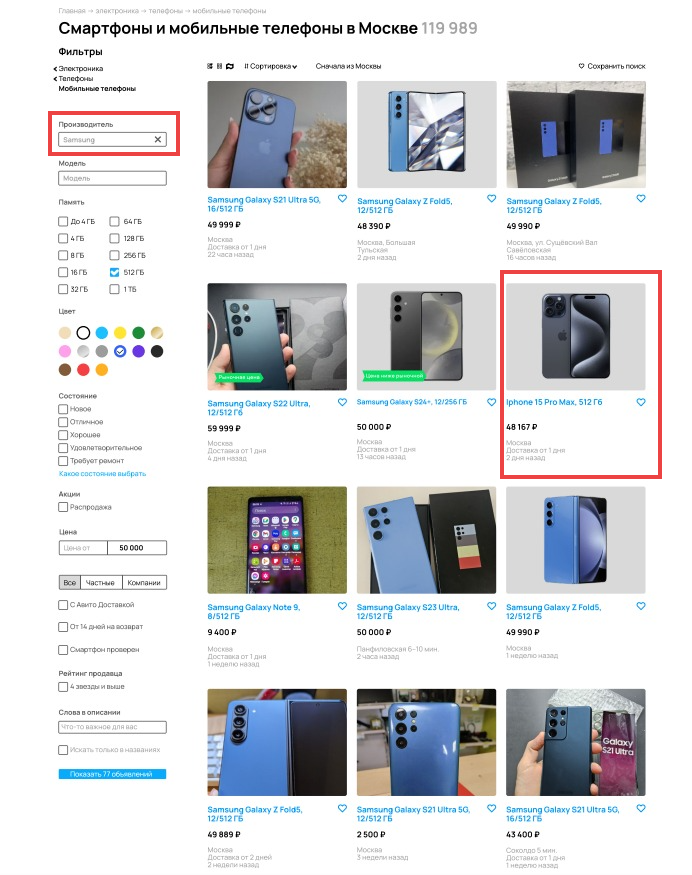 Главная → электроника → телефоны → мобильные телефоны
Смартфоны и мобильные телефоны в Москве 119 989
Фильтры
Электроника
Телефоны
Мобильные телефоны
Сортировка
Сначала из Москвы
Сохранить поиск
Производитель
Samsung
Модель
Модель
Память
До 4 ГБ
64 ГБ
4 ГБ
128 ГБ
8 ГБ
256 ГБ
16 ГБ
512 ГБ
32 ГБ
1 ТБ
Цвет
Состояние
Новое
Отличное
Хорошее
Удовлетворительное
Требует ремонт
Какое состояние выбрать
Акции
Распродажа
Цена
Цена от
50 000
Все
Частные
Компании
С Авито Доставкой
От 14 дней на возврат
Смартфон проверен
Рейтинг продавца
4 звезды и выше
Слова в описании
Что-то важное для вас
Искать только в названиях
Показать 77 объявлений
Samsung Galaxy S21 Ultra 5G,
16/512 ГБ
49 999 ₽
Москва
Доставка от 1 дня
22 часа назад
Samsung Galaxy Z Fold5,
12/512 ГБ
48 390 ₽
Москва, Большая
Тульская
2 дня назад
Samsung Galaxy Z Fold5,
12/512 ГБ
49 990 ₽
Москва, ул. Сущёвский Вал
Савёловская
16 часов назад
Рыночная цена
Samsung Galaxy S22 Ultra,
12/512 Гб
59 999 ₽
Москва
Доставка от 1 дня
4 дня назад
Цена ниже рыночной
Samsung Galaxy S24+, 12/256 ГБ
50 000 ₽
Москва
Доставка от 1 дня
13 часов назад
Iphone 15 Pro Max, 512 Гб
48 167 ₽
Москва
Доставка от 1 дня
2 дня назад
Samsung Galaxy Note 9,
8/512 ГБ
9 400 ₽
Москва
Доставка от 1 дня
1 неделю назад
Samsung Galaxy S23 Ultra,
12/512 ГБ
50 000 ₽
Панфиловская 6–10 мин.
2 часа назад
Samsung Galaxy Z Fold5,
12/512 ГБ
49 990 ₽
Москва
1 неделю назад
Samsung Galaxy Z Fold5,
12/512 ГБ
49 889 ₽
Москва
Доставка от 2 дней
2 недели назад
Samsung Galaxy S21 Ultra 5G,
12/512 ГБ
2 500 ₽
Москва
3 недели назад
Galaxy
S21 Ultra
Samsung Galaxy S21 Ultra 5G,
16/512 ГБ
43 400 ₽
Соколдо 5 мин.
Доставка от 1 дня
1 неделю назад